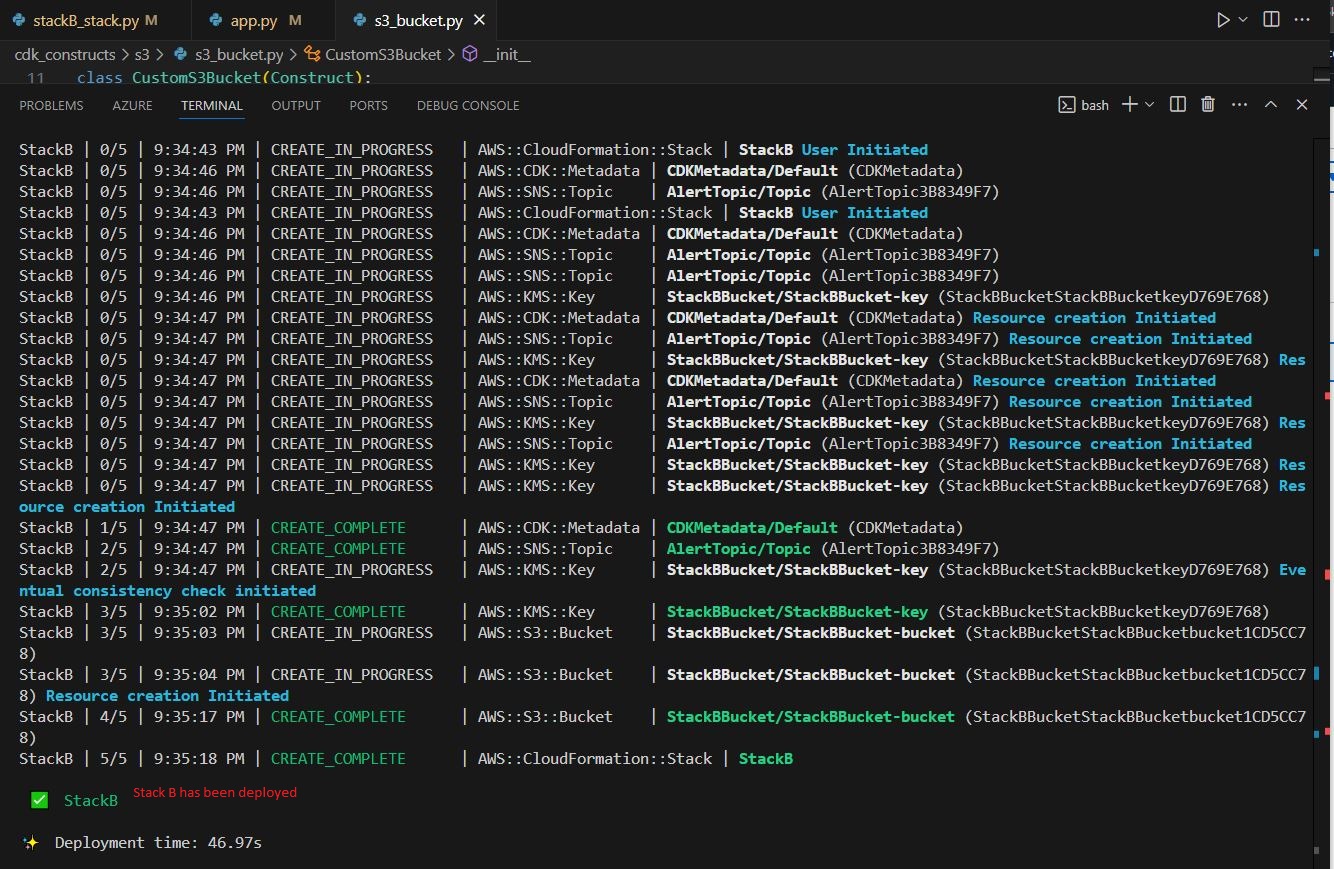 stackB_stack.py M app.py M s3_bucket.py
cdk_constructs > s3 > s3_bucket.py > CustomS3Bucket > __init__
11 class CustomS3Bucket(Construct):
PROBLEMS AZURE TERMINAL OUTPUT PORTS DEBUG CONSOLE bash
StackB | 0/5 | 9:34:43 PM | CREATE_IN_PROGRESS | AWS::CloudFormation::Stack | StackB User Initiated
StackB | 0/5 | 9:34:46 PM | CREATE_IN_PROGRESS | AWS::CDK::Metadata | CDKMetadata/Default (CDKMetadata)
StackB | 0/5 | 9:34:46 PM | CREATE_IN_PROGRESS | AWS::SNS::Topic | AlertTopic/Topic (AlertTopic3B8349F7)
StackB | 0/5 | 9:34:43 PM | CREATE_IN_PROGRESS | AWS::CloudFormation::Stack | StackB User Initiated
StackB | 0/5 | 9:34:46 PM | CREATE_IN_PROGRESS | AWS::CDK::Metadata | CDKMetadata/Default (CDKMetadata)
StackB | 0/5 | 9:34:46 PM | CREATE_IN_PROGRESS | AWS::SNS::Topic | AlertTopic/Topic (AlertTopic3B8349F7)
StackB | 0/5 | 9:34:46 PM | CREATE_IN_PROGRESS | AWS::SNS::Topic | AlertTopic/Topic (AlertTopic3B8349F7)
StackB | 0/5 | 9:34:46 PM | CREATE_IN_PROGRESS | AWS::KMS::Key | StackBBucket/StackBBucket-key (StackBBucketStackBBucketkeyD769E768)
StackB | 0/5 | 9:34:47 PM | CREATE_IN_PROGRESS | AWS::CDK::Metadata | CDKMetadata/Default (CDKMetadata) Resource creation Initiated
StackB | 0/5 | 9:34:47 PM | CREATE_IN_PROGRESS | AWS::SNS::Topic | AlertTopic/Topic (AlertTopic3B8349F7) Resource creation Initiated
StackB | 0/5 | 9:34:47 PM | CREATE_IN_PROGRESS | AWS::KMS::Key | StackBBucket/StackBBucket-key (StackBBucketStackBBucketkeyD769E768) Res
StackB | 0/5 | 9:34:47 PM | CREATE_IN_PROGRESS | AWS::CDK::Metadata | CDKMetadata/Default (CDKMetadata) Resource creation Initiated
StackB | 0/5 | 9:34:47 PM | CREATE_IN_PROGRESS | AWS::SNS::Topic | AlertTopic/Topic (AlertTopic3B8349F7) Resource creation Initiated
StackB | 0/5 | 9:34:47 PM | CREATE_IN_PROGRESS | AWS::KMS::Key | StackBBucket/StackBBucket-key (StackBBucketStackBBucketkeyD769E768) Res
StackB | 0/5 | 9:34:47 PM | CREATE_IN_PROGRESS | AWS::SNS::Topic | AlertTopic/Topic (AlertTopic3B8349F7) Resource creation Initiated
StackB | 0/5 | 9:34:47 PM | CREATE_IN_PROGRESS | AWS::KMS::Key | StackBBucket/StackBBucket-key (StackBBucketStackBBucketkeyD769E768) Res
StackB | 0/5 | 9:34:47 PM | CREATE_IN_PROGRESS | AWS::KMS::Key | StackBBucket/StackBBucket-key (StackBBucketStackBBucketkeyD769E768) Res
ource creation Initiated
StackB | 1/5 | 9:34:47 PM | CREATE_COMPLETE | AWS::CDK::Metadata | CDKMetadata/Default (CDKMetadata)
StackB | 2/5 | 9:34:47 PM | CREATE_COMPLETE | AWS::SNS::Topic | AlertTopic/Topic (AlertTopic3B8349F7)
StackB | 2/5 | 9:34:47 PM | CREATE_IN_PROGRESS | AWS::KMS::Key | StackBBucket/StackBBucket-key (StackBBucketStackBBucketkeyD769E768) Eve
ntual consistency check initiated
StackB | 3/5 | 9:35:02 PM | CREATE_COMPLETE | AWS::KMS::Key | StackBBucket/StackBBucket-key (StackBBucketStackBBucketkeyD769E768)
StackB | 3/5 | 9:35:03 PM | CREATE_IN_PROGRESS | AWS::S3::Bucket | StackBBucket/StackBBucket-bucket (StackBBucketStackBBucketbucket1CD5CC7
8)
StackB | 3/5 | 9:35:04 PM | CREATE_IN_PROGRESS | AWS::S3::Bucket | StackBBucket/StackBBucket-bucket (StackBBucketStackBBucketbucket1CD5CC7
8) Resource creation Initiated
StackB | 4/5 | 9:35:17 PM | CREATE_COMPLETE | AWS::S3::Bucket | StackBBucket/StackBBucket-bucket (StackBBucketStackBBucketbucket1CD5CC7
8)
StackB | 5/5 | 9:35:18 PM | CREATE_COMPLETE | AWS::CloudFormation::Stack | StackB
✅ StackB Stack B has been deployed
✨ Deployment time: 46.97s